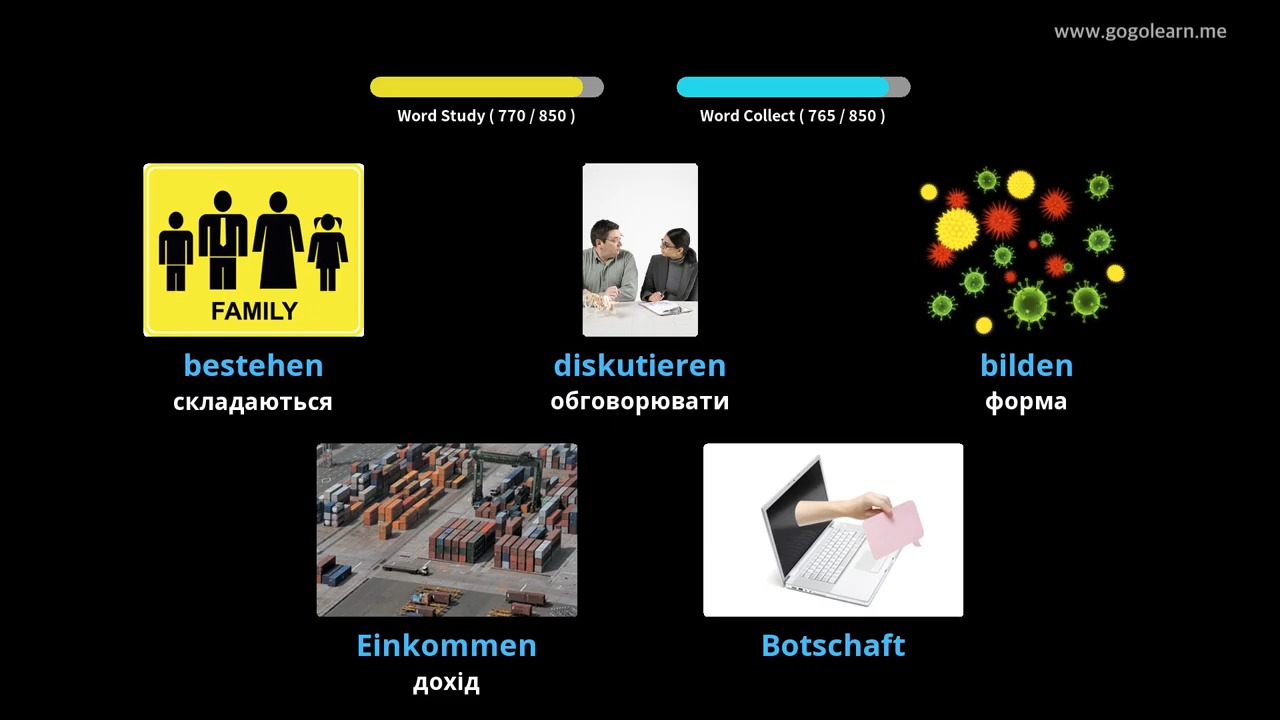 www.gogolearn.me
Word Study ( 770 / 850 )
Word Collect ( 765 / 850 )
FAMILY
bestehen
складаються
diskutieren
обговорювати
bilden
форма
Einkommen
дохід
Botschaft